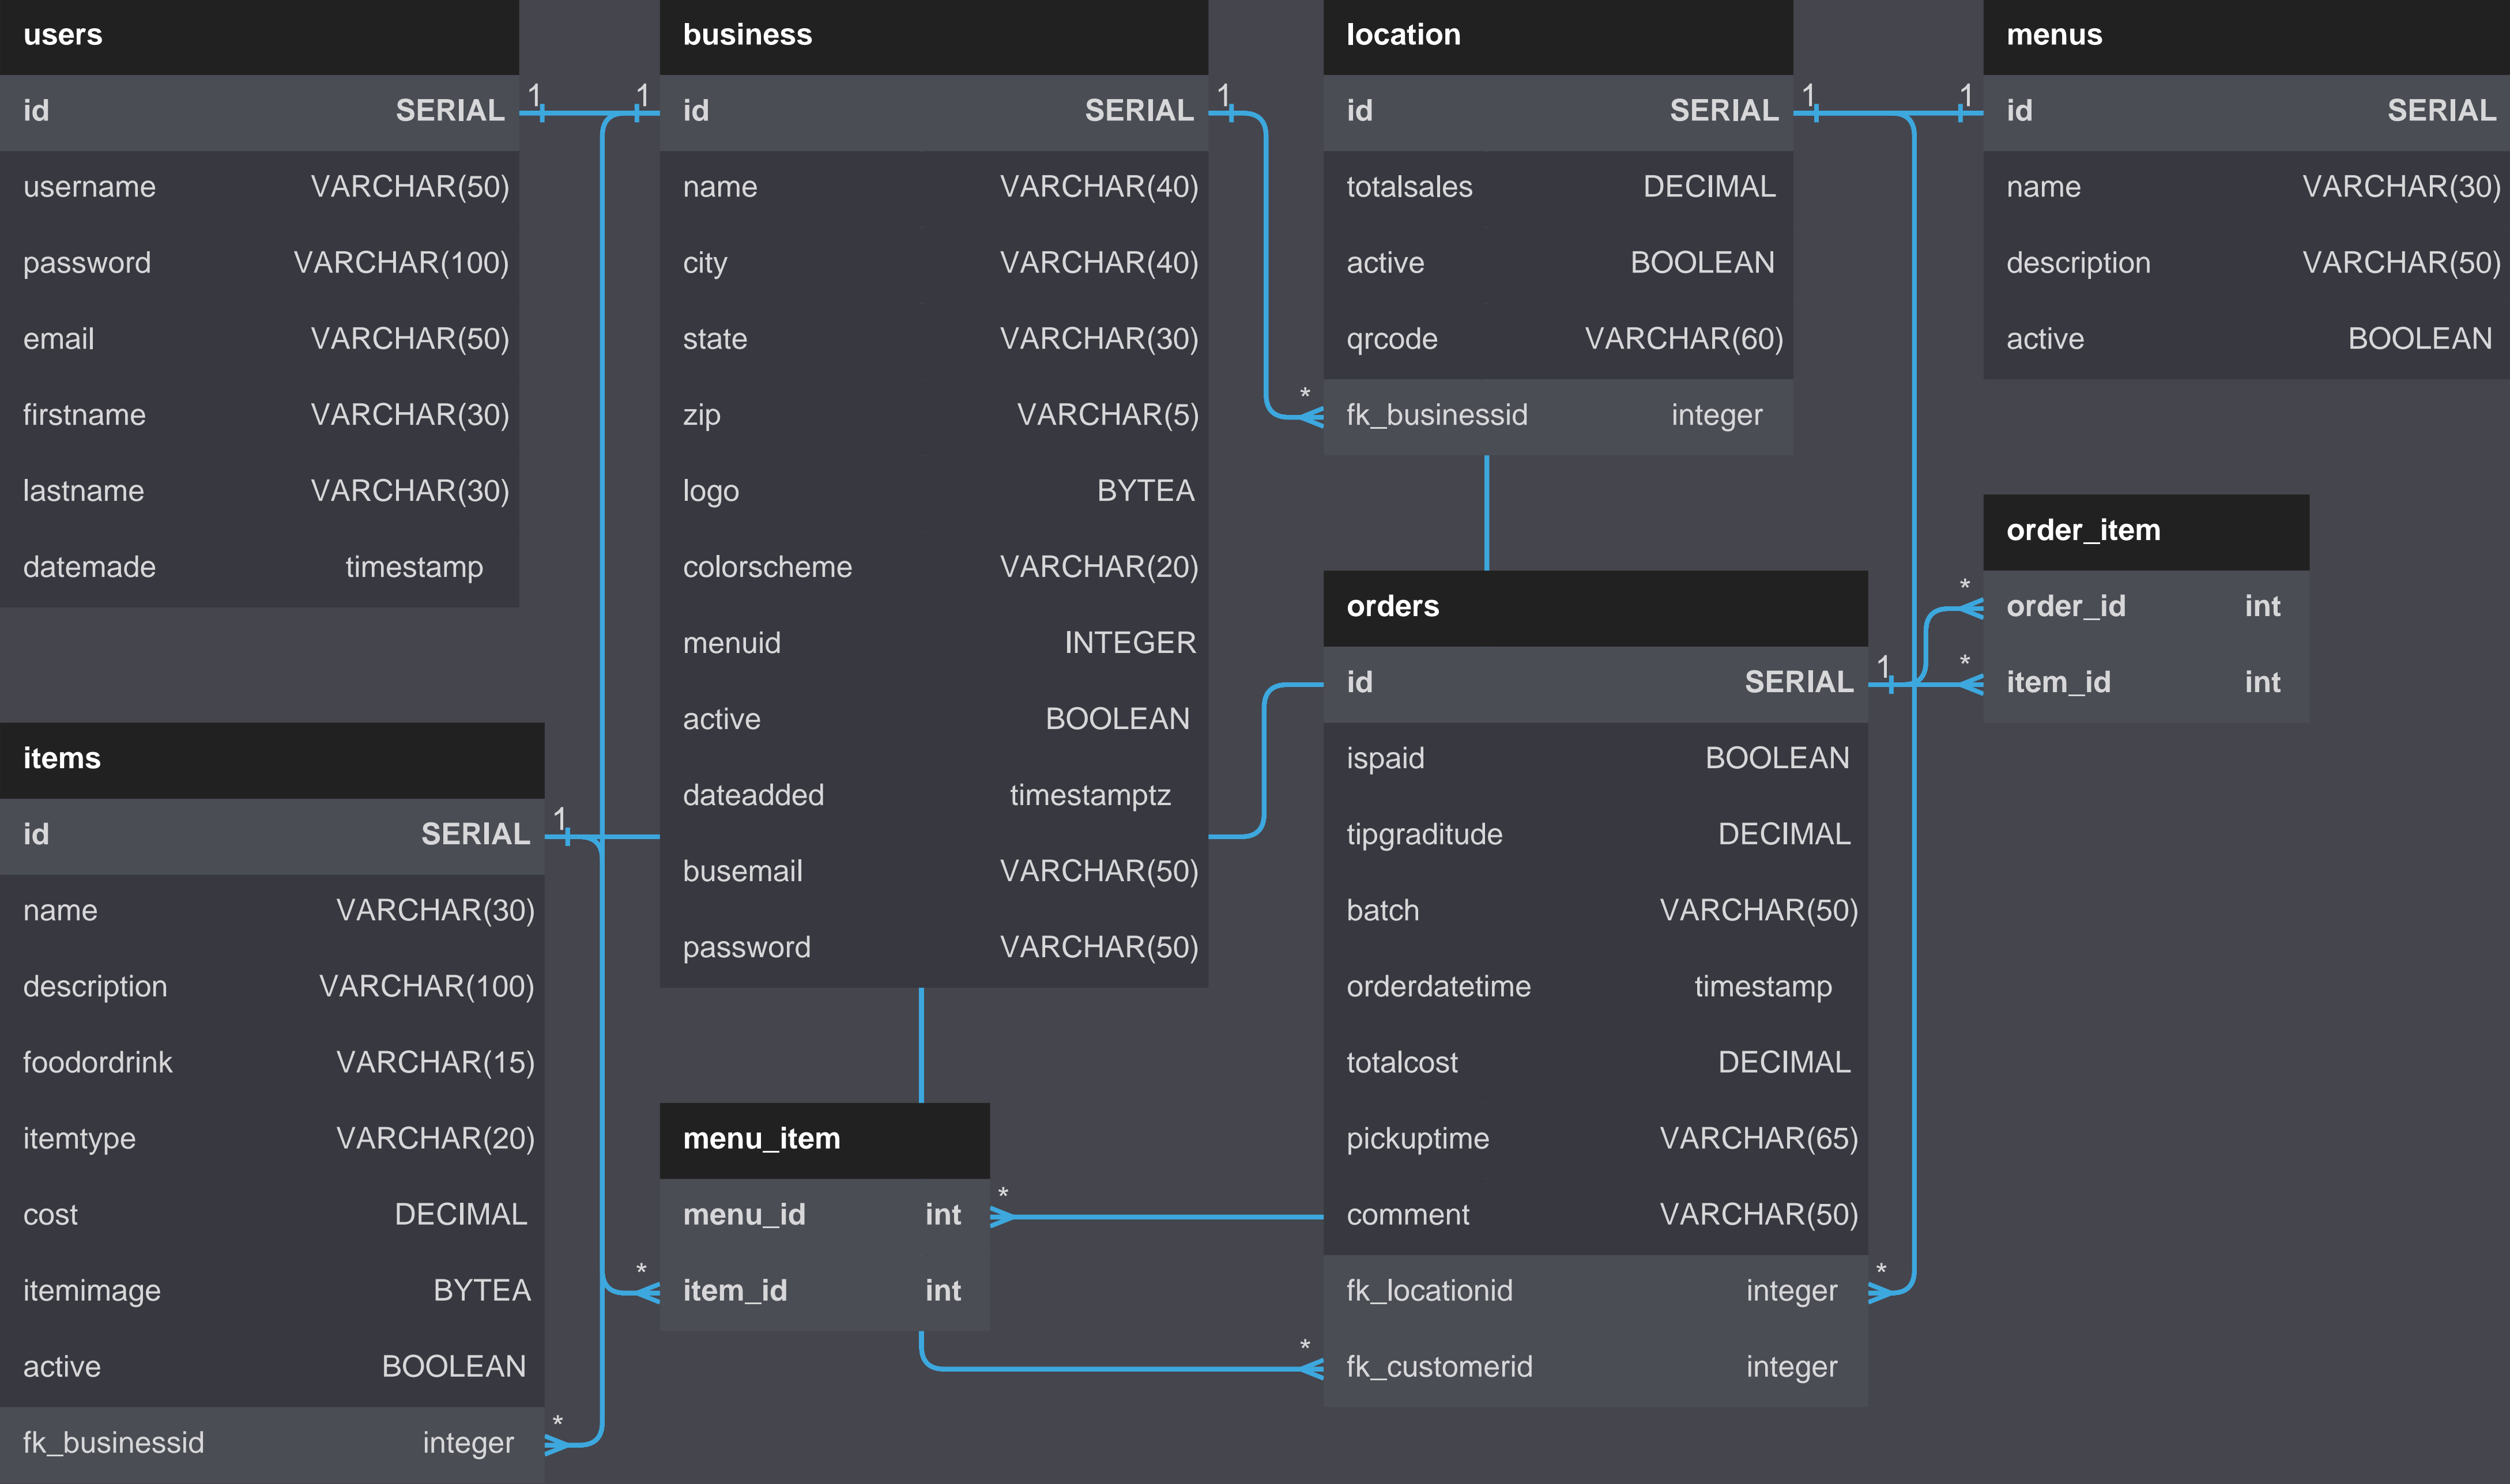 users
id SERIAL
username VARCHAR(50)
password VARCHAR(100)
email VARCHAR(50)
firstname VARCHAR(30)
lastname VARCHAR(30)
datemade timestamp
1
1
business
id SERIAL
name VARCHAR(40)
city VARCHAR(40)
state VARCHAR(30)
zip VARCHAR(5)
logo BYTEA
colorscheme VARCHAR(20)
menuid INTEGER
active BOOLEAN
dateadded timestamptz
busemail VARCHAR(50)
password VARCHAR(50)
1
*
location
id SERIAL
totalsales DECIMAL
active BOOLEAN
qrcode VARCHAR(60)
fk_businessid integer
1
1
menus
id SERIAL
name VARCHAR(30)
description VARCHAR(50)
active BOOLEAN
order_item
* order_id int
* item_id int
items
id SERIAL 1
name VARCHAR(30)
description VARCHAR(100)
foodordrink VARCHAR(15)
itemtype VARCHAR(20)
cost DECIMAL
itemimage BYTEA
active BOOLEAN
fk_businessid integer *
menu_item
menu_id int *
* item_id int
orders
id SERIAL 1
ispaid BOOLEAN
tipgraditude DECIMAL
batch VARCHAR(50)
orderdatetime timestamp
totalcost DECIMAL
pickuptime VARCHAR(65)
comment VARCHAR(50)
fk_locationid integer *
* fk_customerid integer